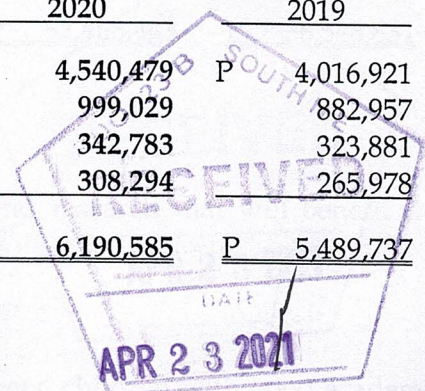 2020 2019
4,540,479 P 4,016,921
999,029 882,957
342,783 323,881
308,294 265,978
RECEIVED
6,190,585 P 5,489,737
DATE
APR 2 3 2021